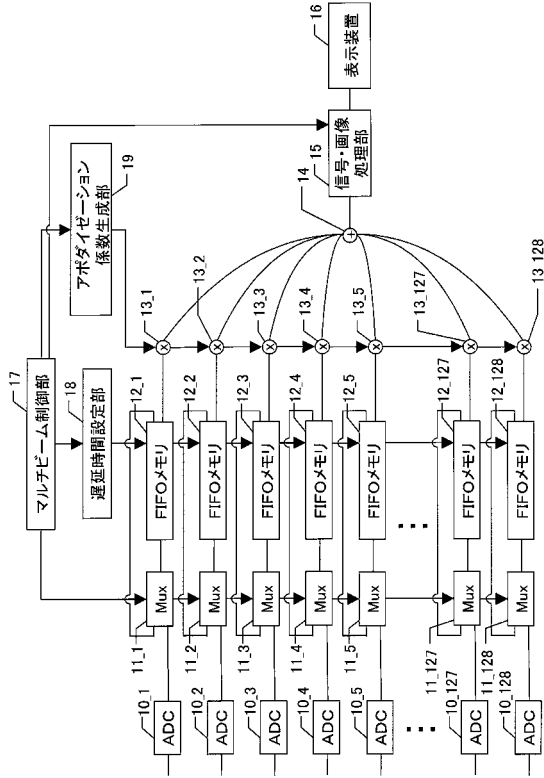 17
マルチビーム制御部
18
遅延時間設定部
アポダイゼーション
係数生成部
19
16
表示装置
15
信号・画像
処理部
14
10_1
ADC
11_1
Mux
12_1
FIFOメモリ
13_1
10_2
ADC
11_2
Mux
12_2
FIFOメモリ
13_2
10_3
ADC
11_3
Mux
12_3
FIFOメモリ
13_3
10_4
ADC
11_4
Mux
12_4
FIFOメモリ
13_4
10_5
ADC
11_5
Mux
12_5
FIFOメモリ
13_5
10_127
ADC
11_127
Mux
12_127
FIFOメモリ
13_127
10_128
ADC
11_128
Mux
12_128
FIFOメモリ
13_128